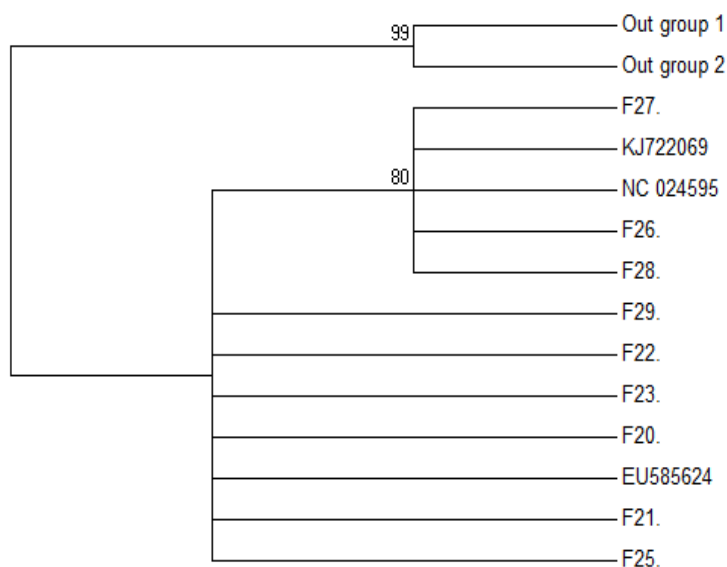 99
Out group 1
Out group 2
F27.
KJ722069
80
NC 024595
F26.
F28.
F29.
F22.
F23.
F20.
EU585624
F21.
F25.